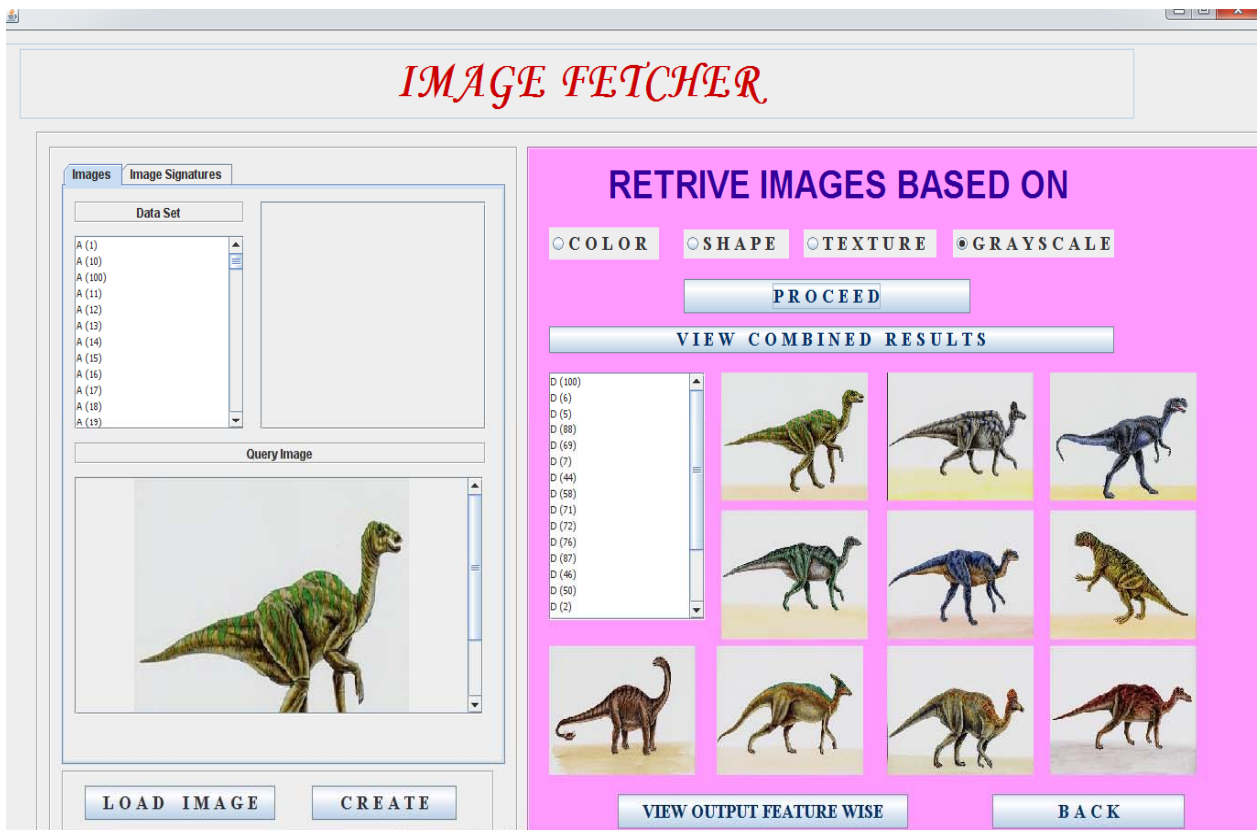 IMAGE FETCHER
Images
Image Signatures
Data Set
A (1)
A (10)
A (100)
A (11)
A (12)
A (13)
A (14)
A (15)
A (16)
A (17)
A (18)
A (19)
Query Image
LOAD IMAGE
CREATE
RETRIVE IMAGES BASED ON
COLOR
SHAPE
TEXTURE
GRAYSCALE
PROCEED
VIEW COMBINED RESULTS
D (100)
D (6)
D (5)
D (88)
D (69)
D (7)
D (44)
D (58)
D (71)
D (72)
D (76)
D (87)
D (46)
D (50)
D (2)
VIEW OUTPUT FEATURE WISE
BACK